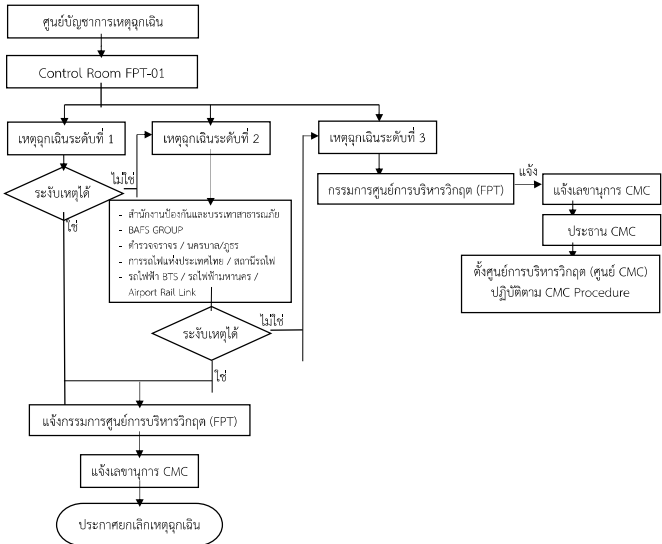 ศูนย์บัญชาการเหตุฉุกเฉิน
Control Room FPT-01
เหตุฉุกเฉินระดับที่ 1
เหตุฉุกเฉินระดับที่ 2
เหตุฉุกเฉินระดับที่ 3
ระงับเหตุได้
ไม่ใช่
ใช่
- สำนักงานป้องกันและบรรเทาสาธารณภัย
- BAFS GROUP
- ตำรวจจราจร / นครบาล/ภูธร
- การรถไฟแห่งประเทศไทย / สถานีรถไฟ
- รถไฟฟ้า BTS / รถไฟฟ้ามหานคร /
Airport Rail Link
ระงับเหตุได้
ไม่ใช่
ใช่
กรรมการศูนย์การบริหารวิกฤต (FPT)
แจ้ง
แจ้งเลขานุการ CMC
ประธาน CMC
ตั้งศูนย์การบริหารวิกฤต (ศูนย์ CMC)
ปฏิบัติตาม CMC Procedure
แจ้งกรรมการศูนย์การบริหารวิกฤต (FPT)
แจ้งเลขานุการ CMC
ประกาศยกเลิกเหตุฉุกเฉิน